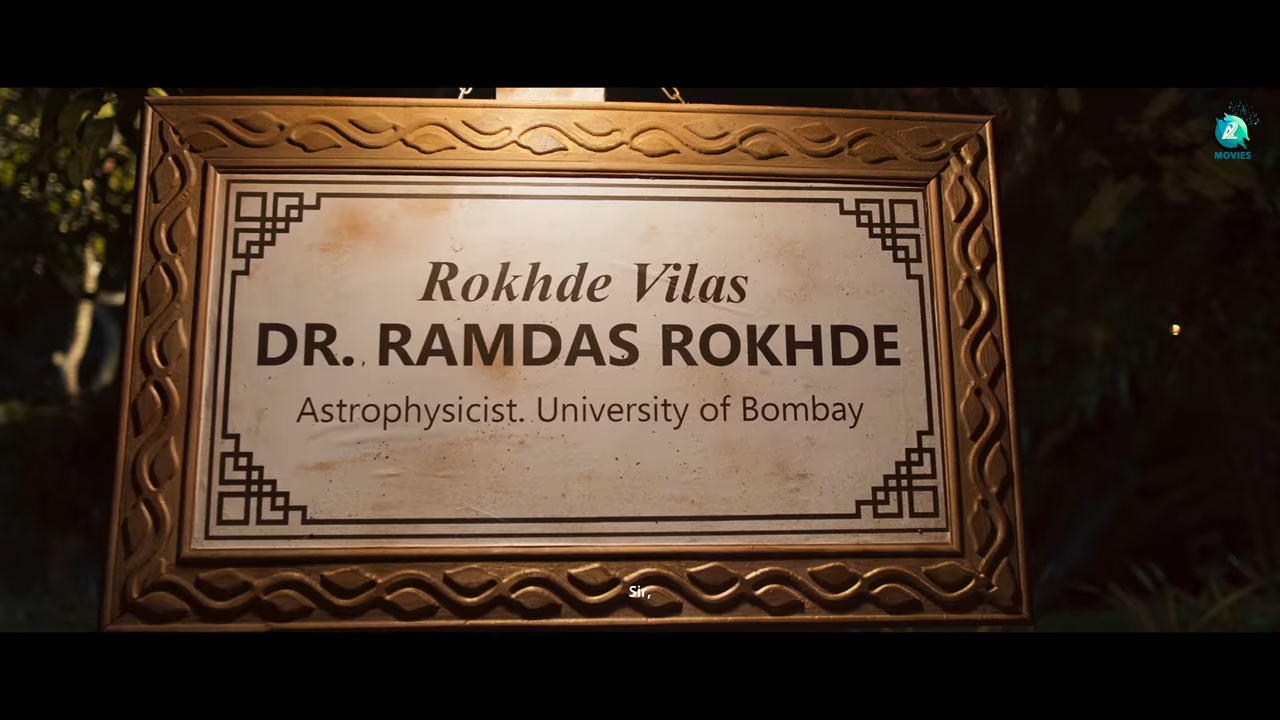 MOVIES
Rokhde Vilas
DR. RAMDAS ROKHDE
Astrophysicist. University of Bombay
Sir,